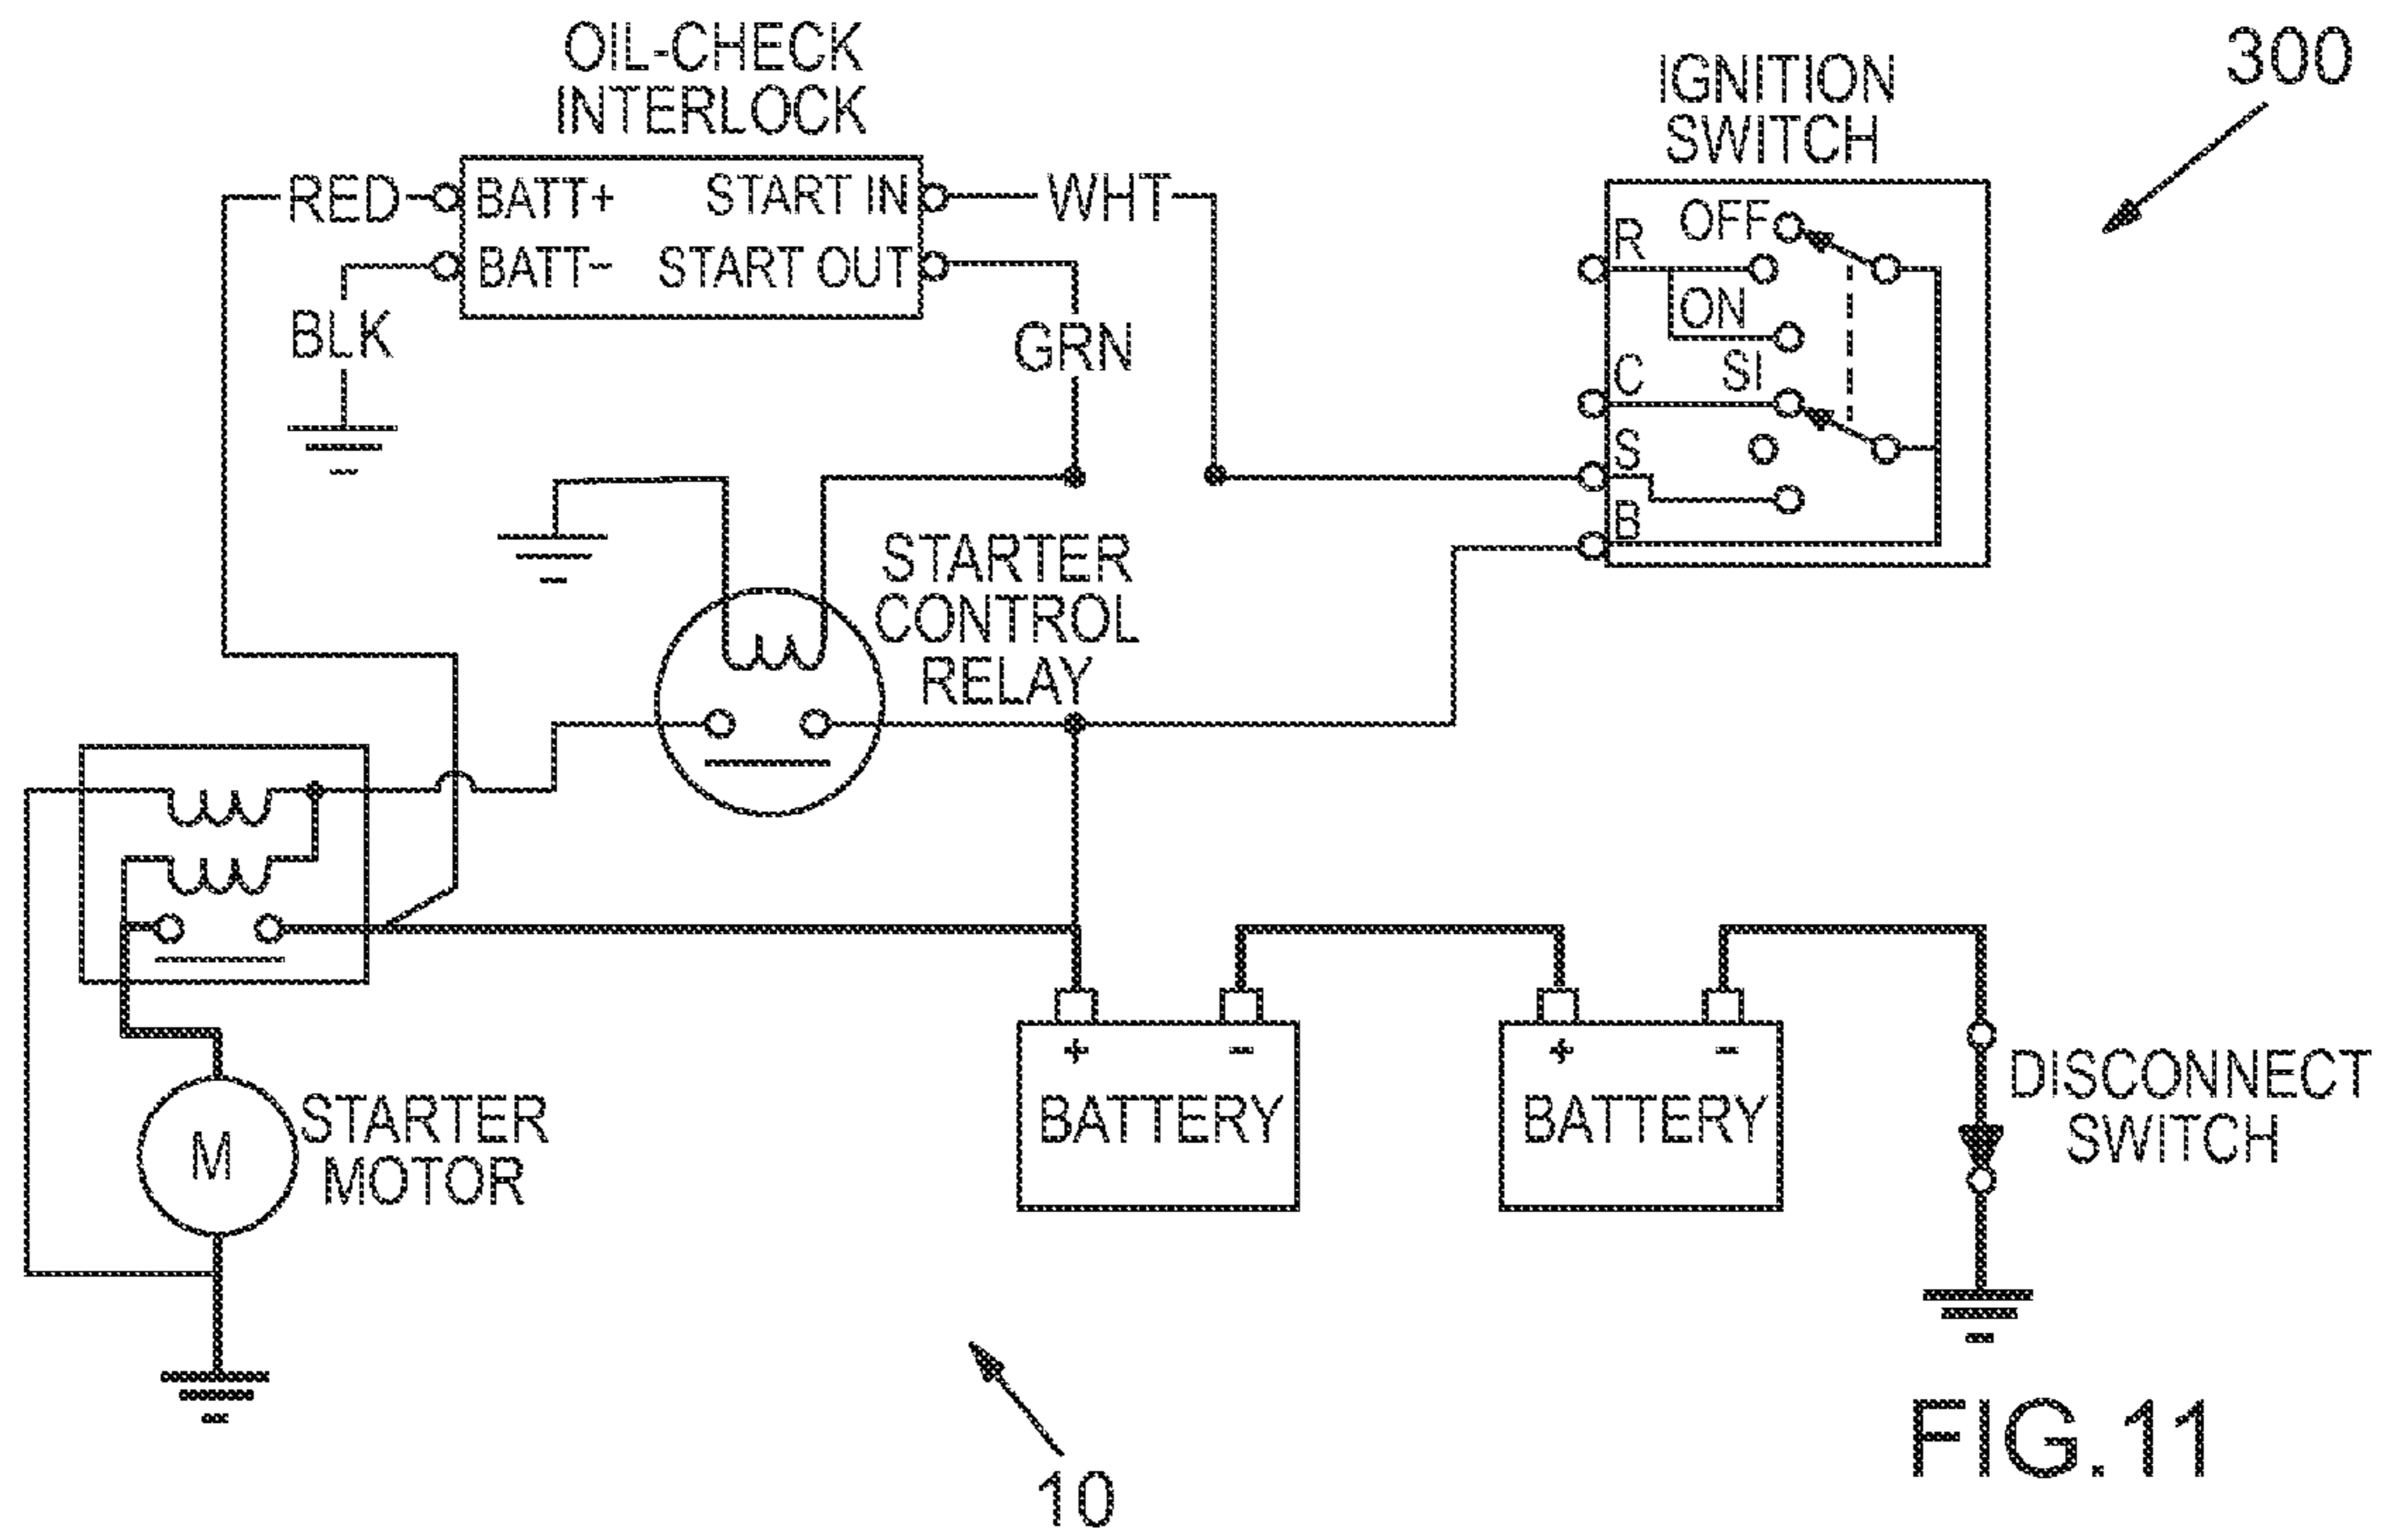 OIL-CHECK
INTERLOCK
IGNITION
SWITCH
300
RED
BATT+
START IN
WHT
BATT−
START OUT
BLK
GRN
R
OFF
ON
C
SI
S
B
STARTER
CONTROL
RELAY
+
−
BATTERY
+
−
BATTERY
DISCONNECT
SWITCH
M
STARTER
MOTOR
10
FIG.11